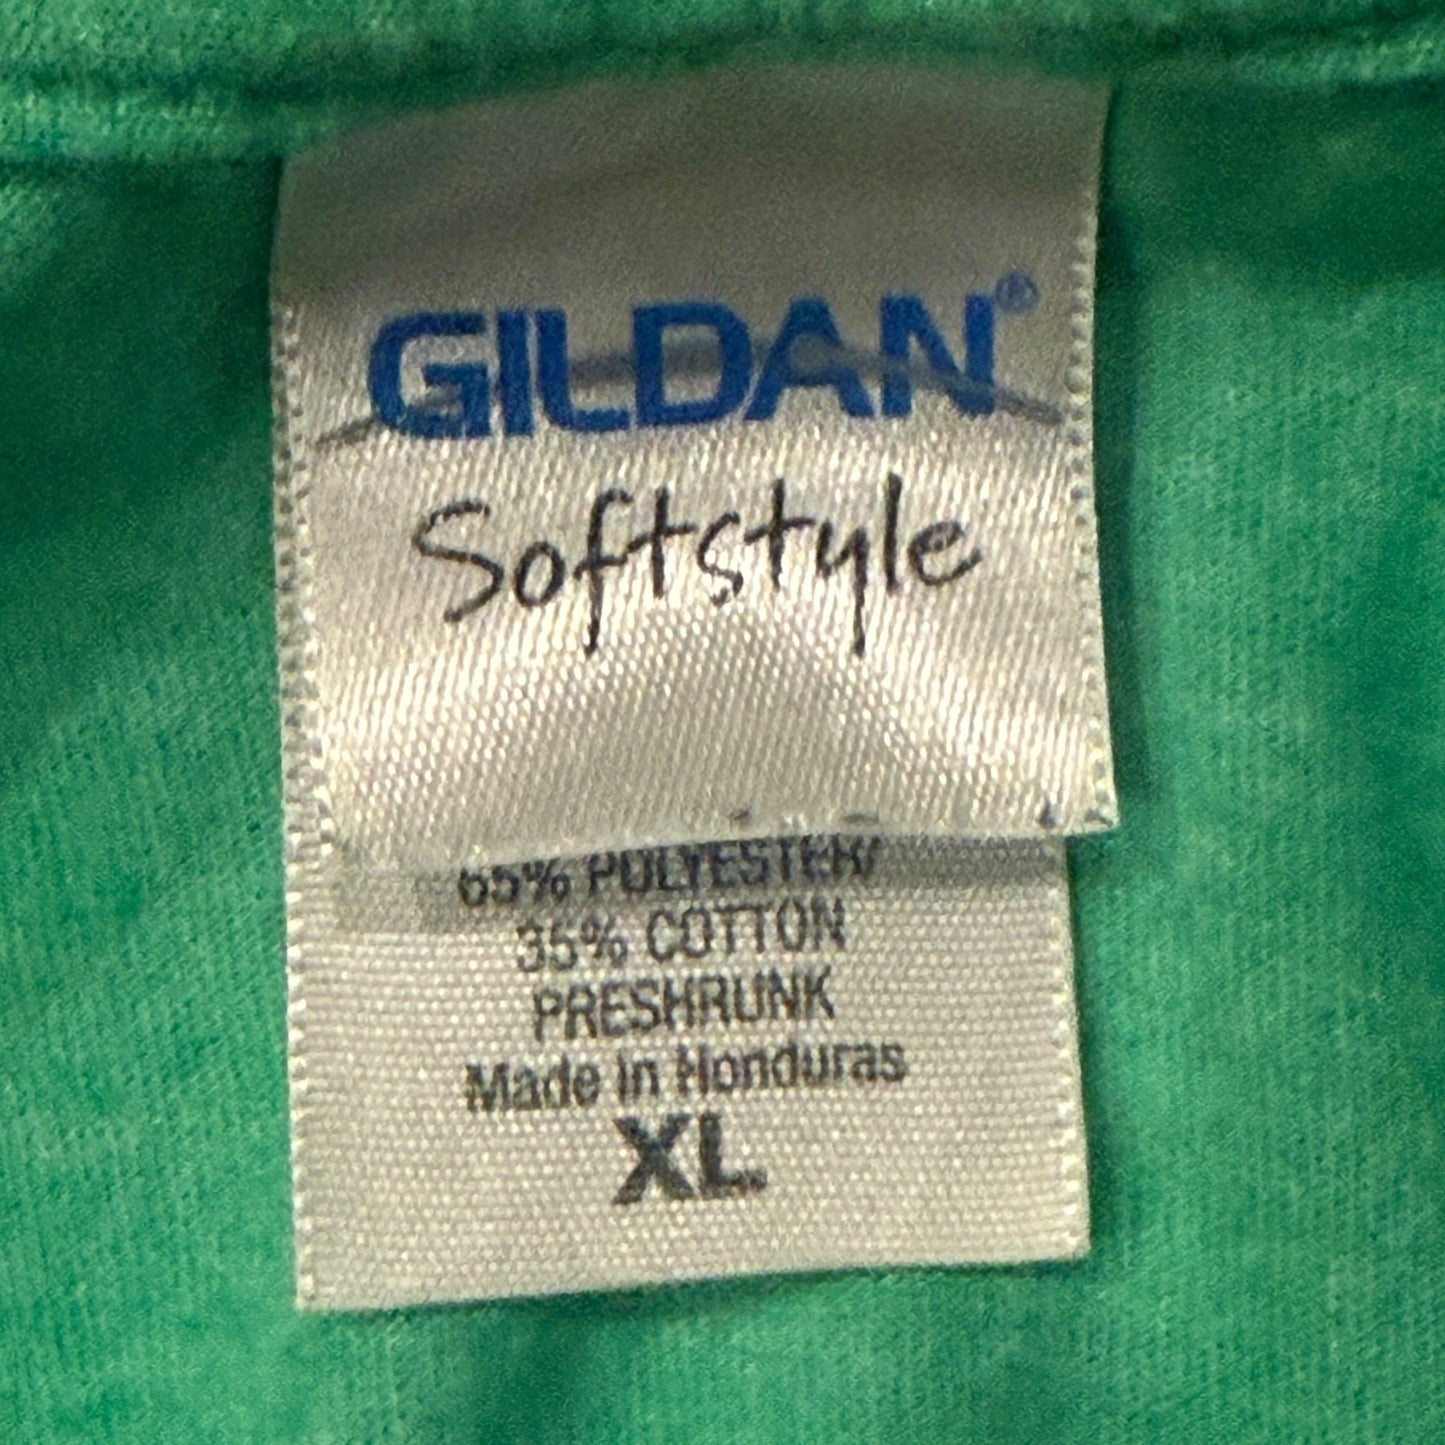 GILDAN®
Softstyle
65% POLYESTER/
35% COTTON
PRESHRUNK
Made in Honduras
XL